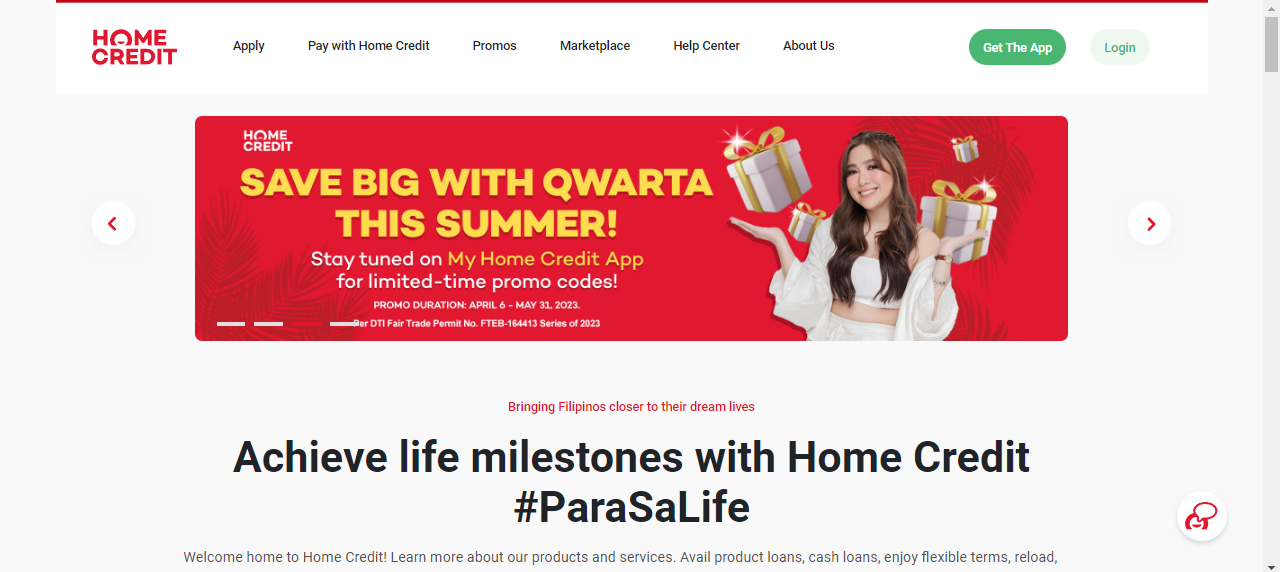 HOME
CREDIT
Apply
Pay with Home Credit
Promos
Marketplace
Help Center
About Us
Get The App
Login
HOME
CREDIT
SAVE BIG WITH QWARTA
THIS SUMMER!
Stay tuned on My Home Credit App
for limited-time promo codes!
PROMO DURATION: APRIL 6 - MAY 31, 2023.
Per DTI Fair Trade Permit No. FTEB-164413 Series of 2023
Bringing Filipinos closer to their dream lives
Achieve life milestones with Home Credit
#ParaSaLife
Welcome home to Home Credit! Learn more about our products and services. Avail product loans, cash loans, enjoy flexible terms, reload,